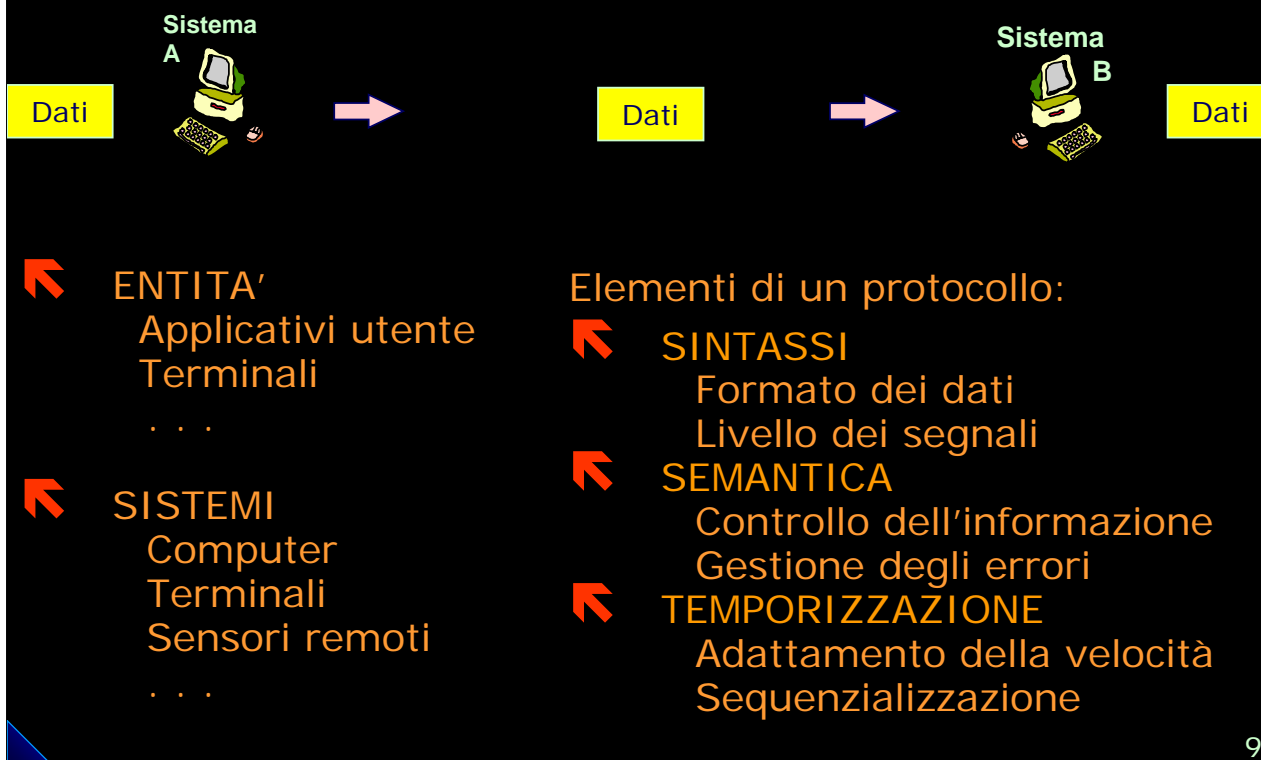 Sistema
A
Sistema
B
Dati
Dati
Dati
ENTITA’
Applicativi utente
Terminali
. . .
SISTEMI
Computer
Terminali
Sensori remoti
. . .
Elementi di un protocollo:
SINTASSI
Formato dei dati
Livello dei segnali
SEMANTICA
Controllo dell’informazione
Gestione degli errori
TEMPORIZZAZIONE
Adattamento della velocità
Sequenzializzazione
9